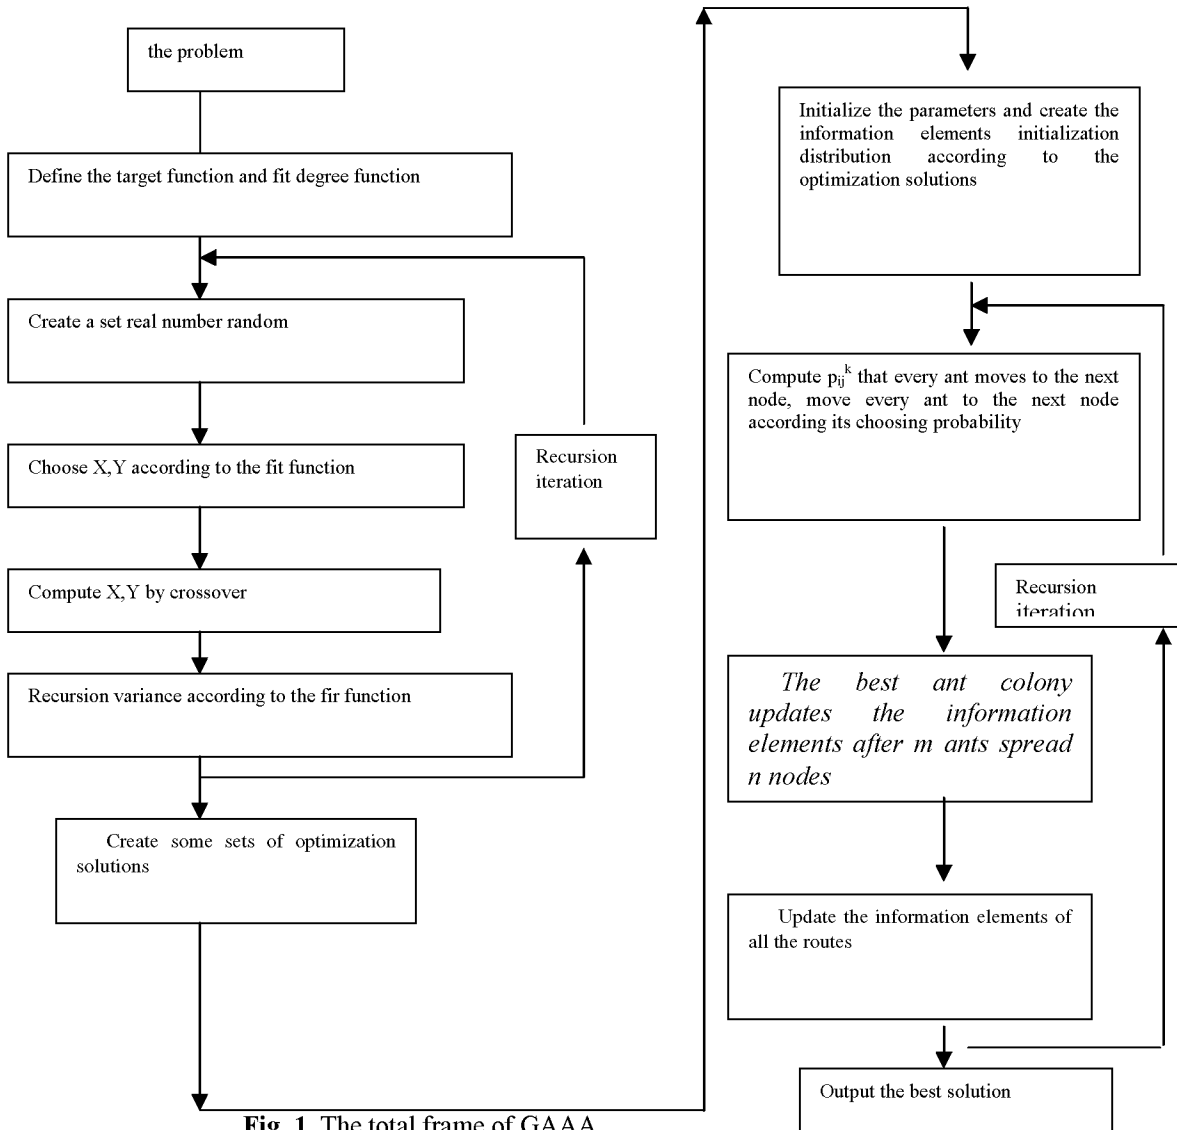 the problem
Define the target function and fit degree function
Create a set real number random
Choose X,Y according to the fit function
Recursion
iteration
Compute X,Y by crossover
Recursion variance according to the fir function
Create some sets of optimization
solutions
Fig. 1. The total frame of GAAA
Initialize the parameters and create the
information elements initialization
distribution according to the
optimization solutions
Compute pij^k that every ant moves to the next
node, move every ant to the next node
according its choosing probability
Recursion
iteration
The best ant colony
updates the information
elements after m ants spread
n nodes
Update the information elements of
all the routes
Output the best solution